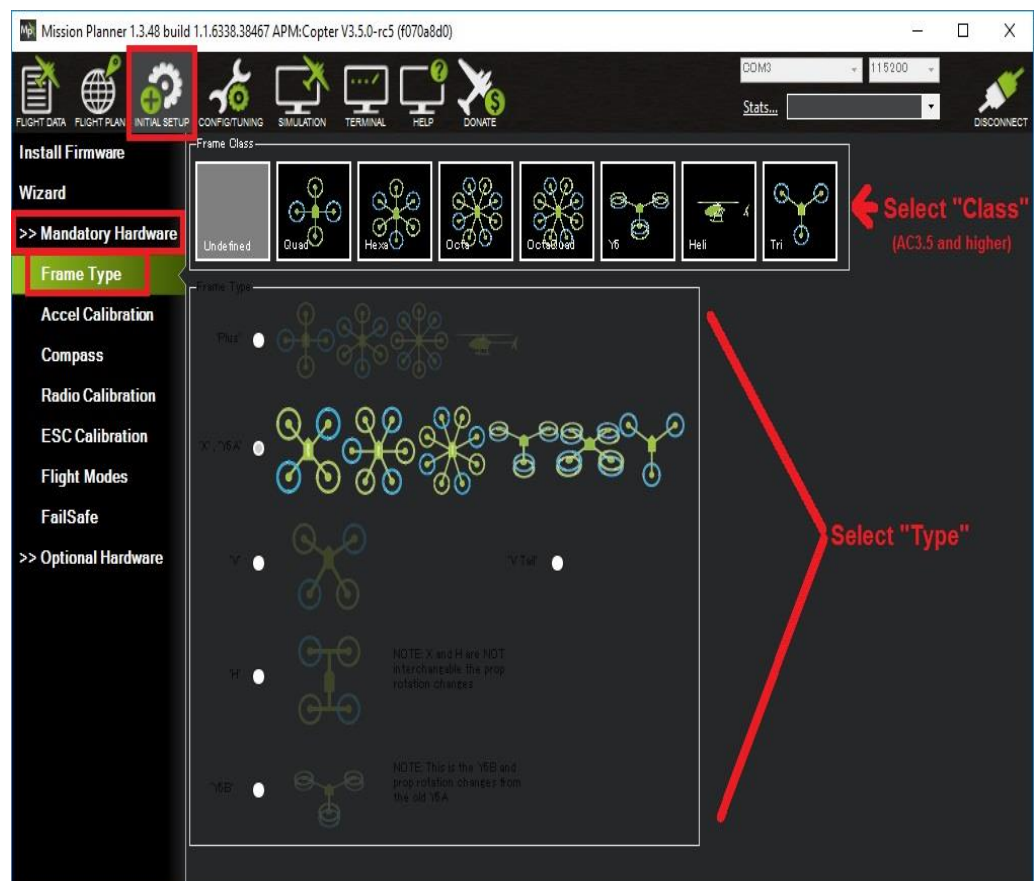 Mission Planner 1.3.48 build 1.1.6338.38467 APM:Copter V3.5.0-rc5 (f070a8d0)
FLIGHT DATA FLIGHT PLAN INITIAL SETUP CONFIG/TUNING SIMULATION TERMINAL HELP DONATE
COM3 115200
Stats...
DISCONNECT
Install Firmware
Wizard
>> Mandatory Hardware
Frame Type
Accel Calibration
Compass
Radio Calibration
ESC Calibration
Flight Modes
FailSafe
>> Optional Hardware
Frame Class
Undefined Quad Hexa Octa OctaQuad Y6 Heli Tri
Select "Class"
(AC3.5 and higher)
Frame Type
'Plus'
'X', 'Y6A'
'V' 'V Tail'
'H'
NOTE: X and H are NOT
interchangable the prop
rotation changes
'Y6B'
NOTE: This is the Y6B and
prop rotation changes from
the old Y6A
Select "Type"